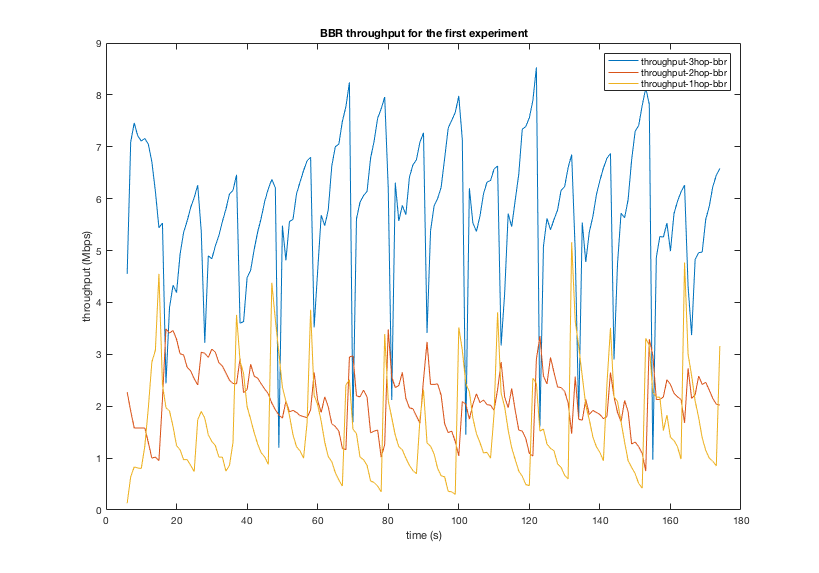 BBR throughput for the first experiment
throughput-3hop-bbr
throughput-2hop-bbr
throughput-1hop-bbr
9
8
7
6
5
4
3
2
1
0
throughput (Mbps)
0 20 40 60 80 100 120 140 160 180
time (s)